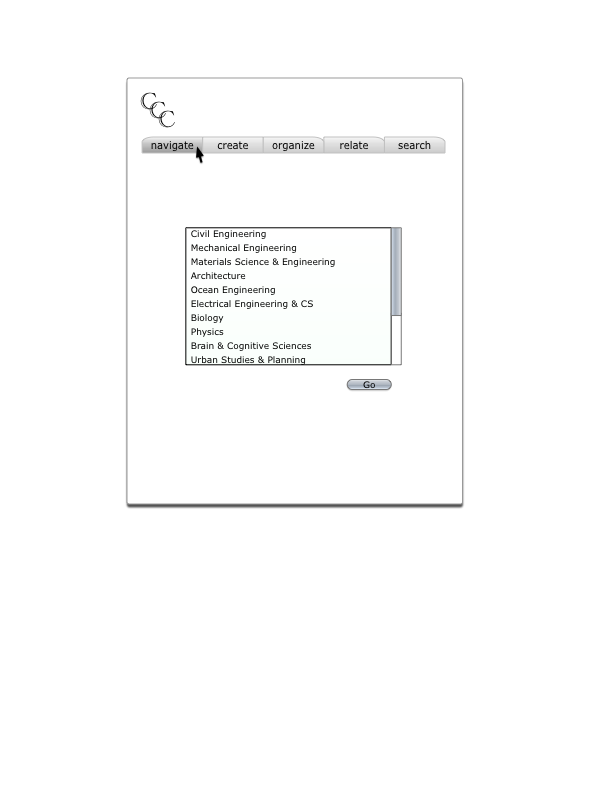 CCC
navigate create organize relate search
Civil Engineering
Mechanical Engineering
Materials Science & Engineering
Architecture
Ocean Engineering
Electrical Engineering & CS
Biology
Physics
Brain & Cognitive Sciences
Urban Studies & Planning
Go